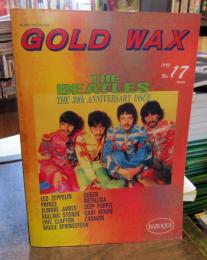 GOLD WAX
1992
No. 17
THE
BEATLES
THE 30th ANNIVERSARY ISSUE
LED ZEPPELIN
PRINCE
ELMORE JAMES
ROLLING STONES
ERIC CLAPTON
BRUCE SPRINGSTEEN
QUEEN
METALLICA
DEEP PURPLE
GARY MOORE
CARAVAN
BAROQUE